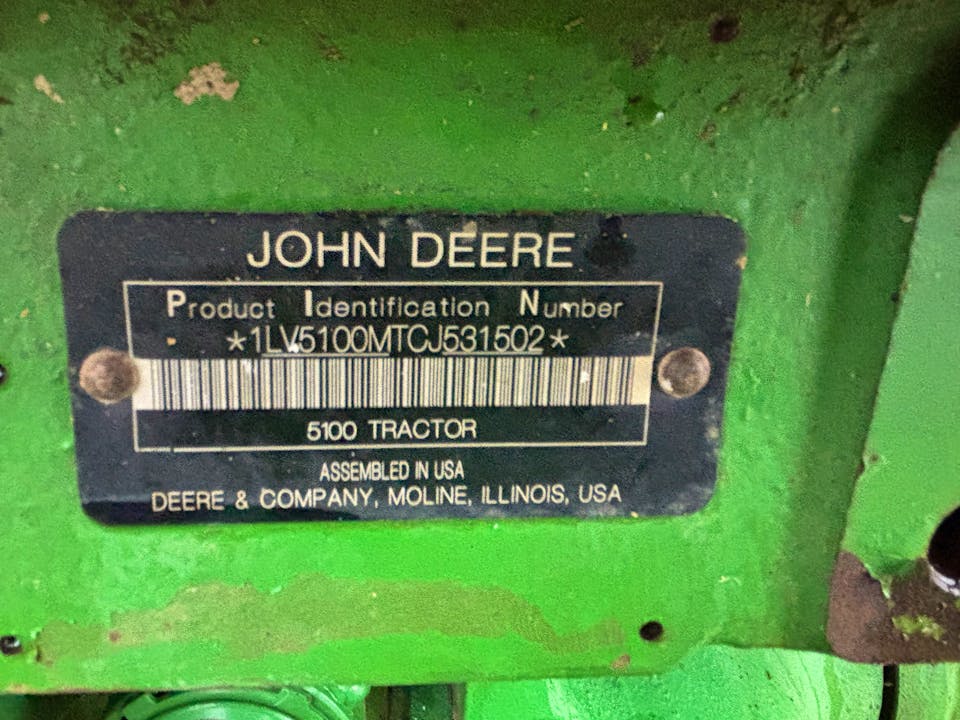 JOHN DEERE
Product Identification Number
*1LV5100MTCJ531502*
5100 TRACTOR
ASSEMBLED IN USA
DEERE & COMPANY, MOLINE, ILLINOIS, USA